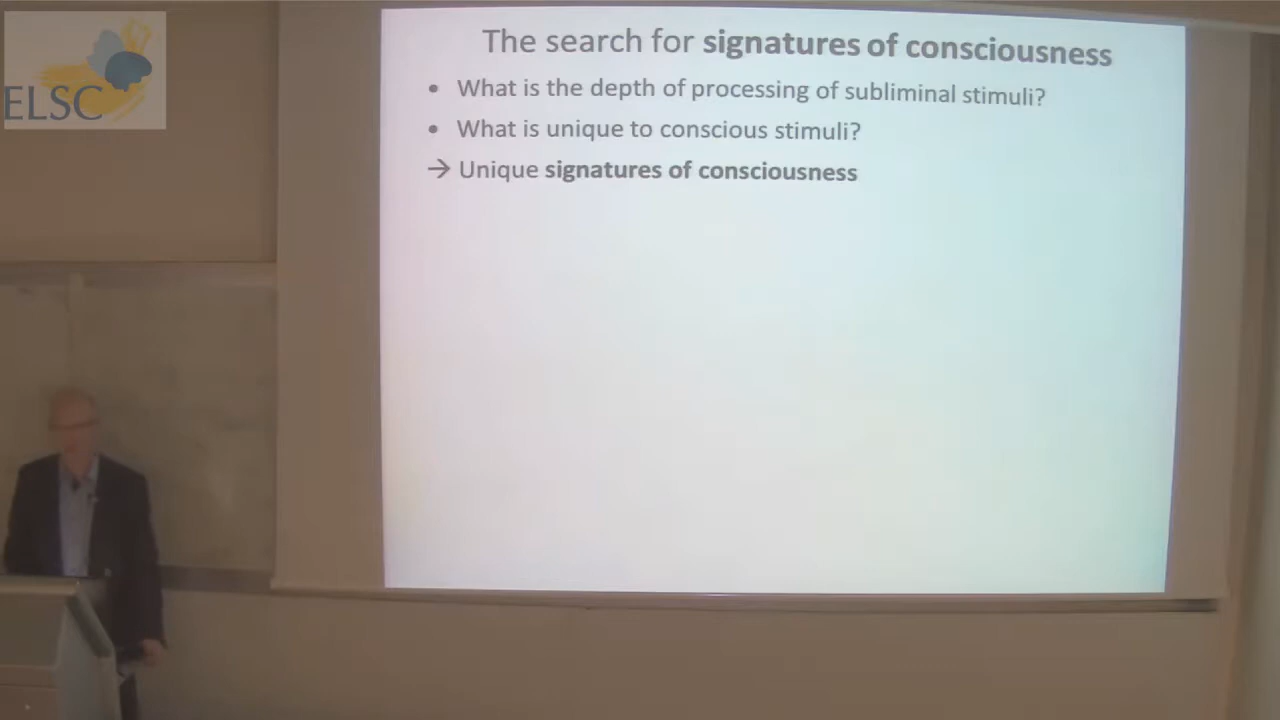 ELSC
The search for signatures of consciousness
• What is the depth of processing of subliminal stimuli?
• What is unique to conscious stimuli?
→ Unique signatures of consciousness